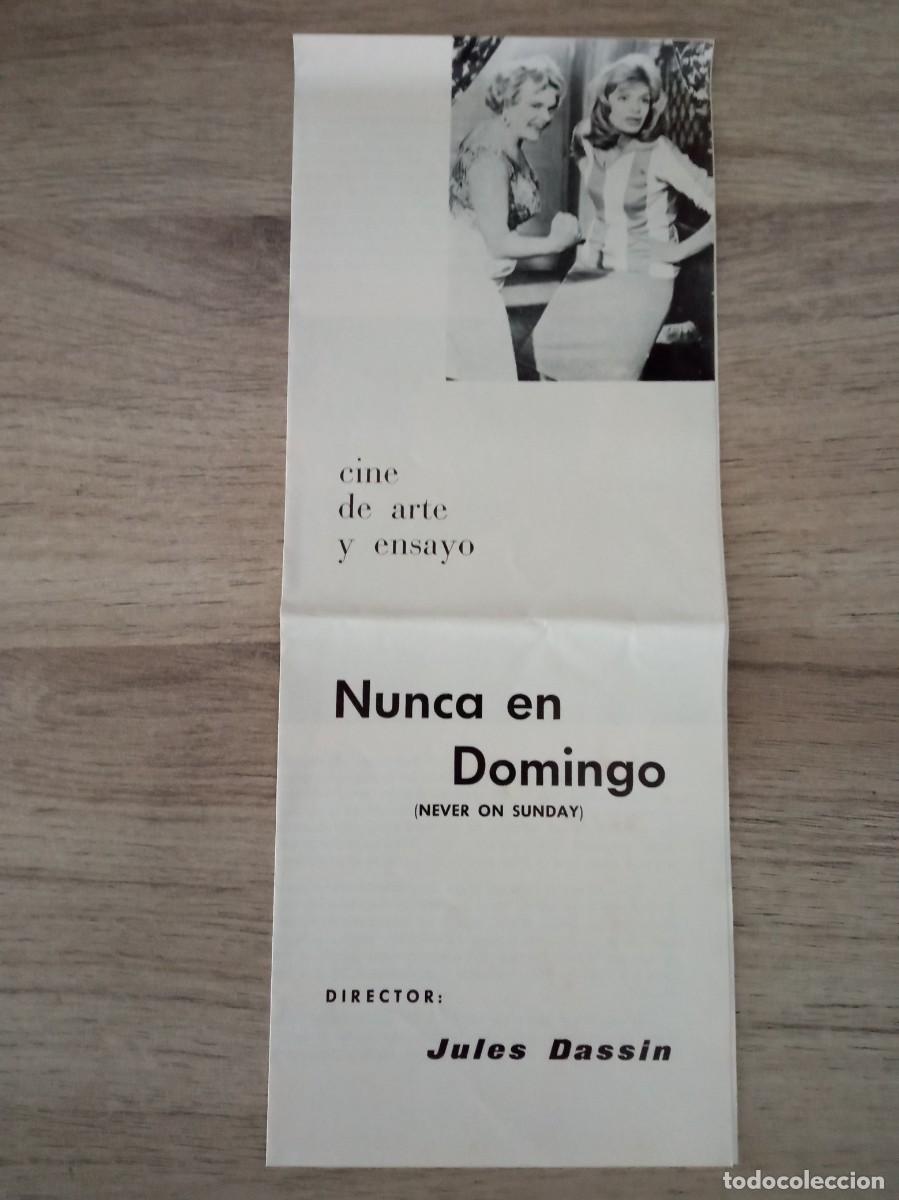 cine
de arte
y ensayo
Nunca en
Domingo
(NEVER ON SUNDAY)
DIRECTOR:
Jules Dassin
todocoleccion